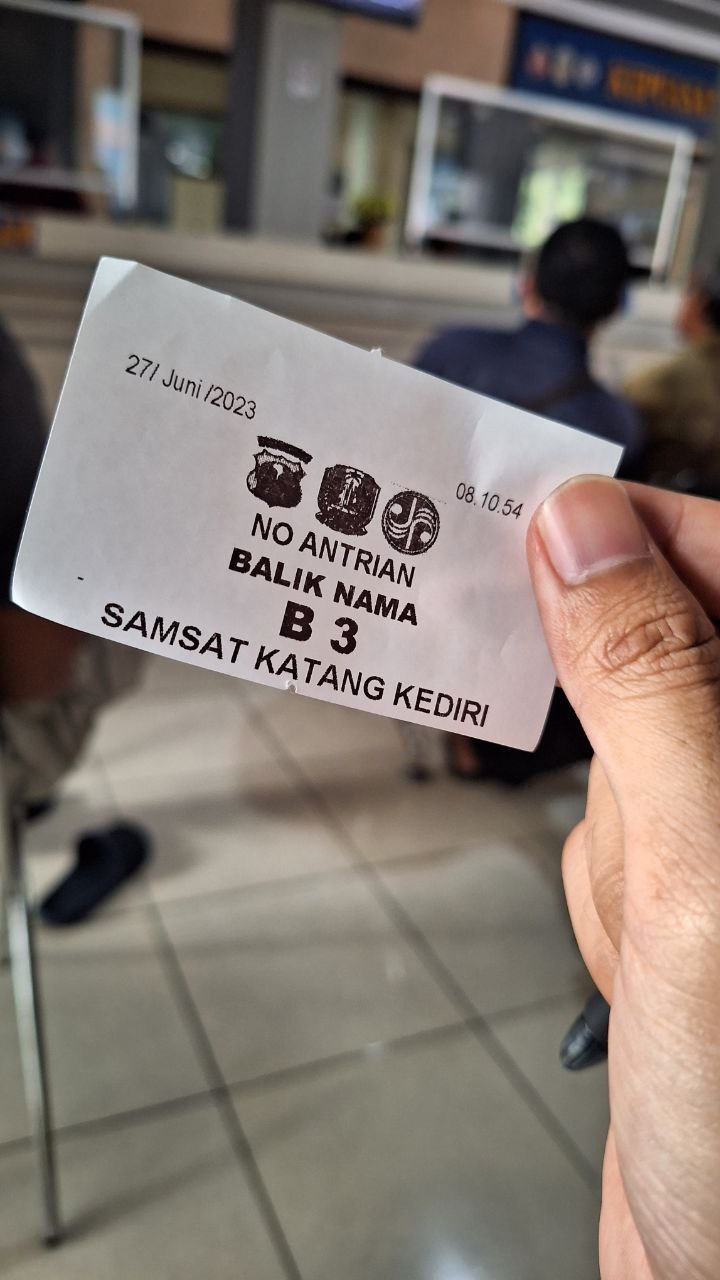 27/ Juni /2023
08.10.54
NO ANTRIAN
BALIK NAMA
B 3
SAMSAT KATANG KEDIRI